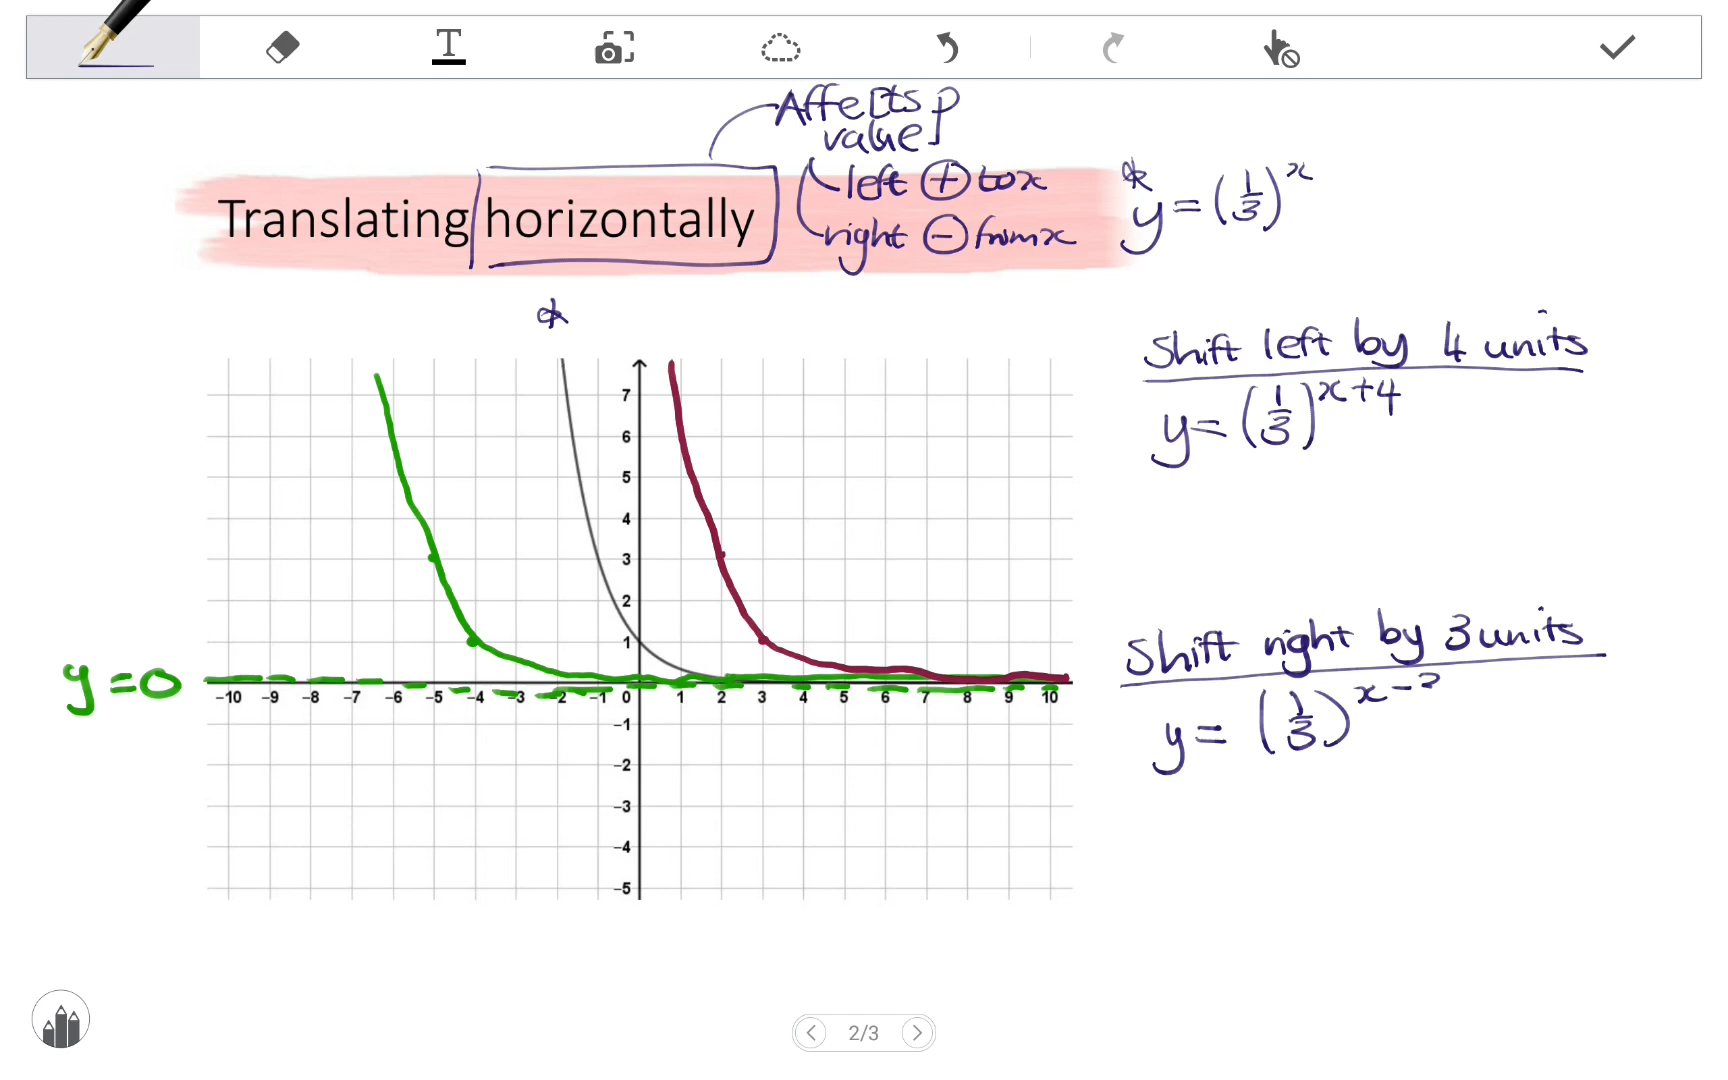 T
Affects p
value
Translating horizontally
left ⊕ to x
right ⊖ from x
* y = (1/3)^x
*
Shift left by 4 units
y = (1/3)^x+4
Shift right by 3 units
y = (1/3)^x-3
7
6
5
4
3
2
1
y=0
-10 -9 -8 -7 -6 -5 -4 -3 -2 -1 0 1 2 3 4 5 6 7 8 9 10
-1
-2
-3
-4
-5
2/3